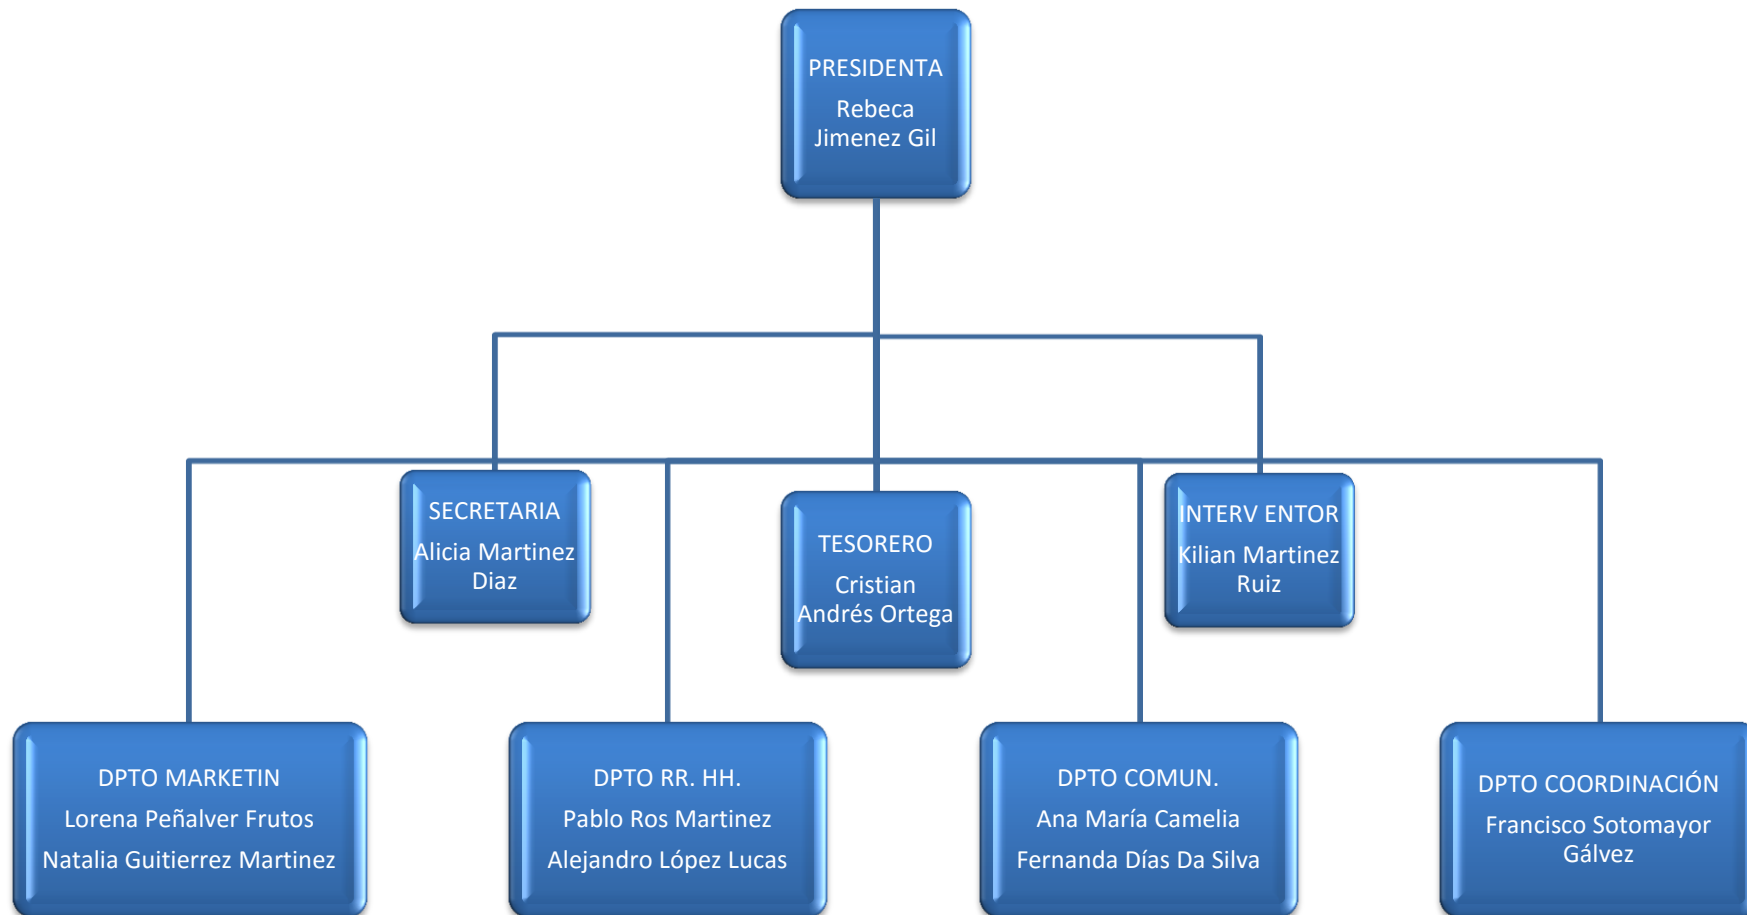 PRESIDENTA
Rebeca
Jimenez Gil
SECRETARIA
Alicia Martinez
Diaz
TESORERO
Cristian
Andrés Ortega
INTERV ENTOR
Kilian Martinez
Ruiz
DPTO MARKETIN
Lorena Peñalver Frutos
Natalia Guitierrez Martinez
DPTO RR. HH.
Pablo Ros Martinez
Alejandro López Lucas
DPTO COMUN.
Ana María Camelia
Fernanda Días Da Silva
DPTO COORDINACIÓN
Francisco Sotomayor
Gálvez